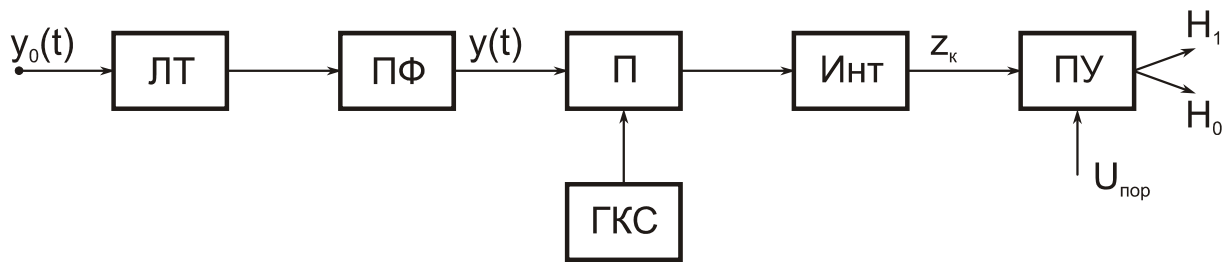 y₀(t)
ЛТ
ПФ
y(t)
П
Инт
zк
ПУ
H₁
H₀
Uпор
ГКС